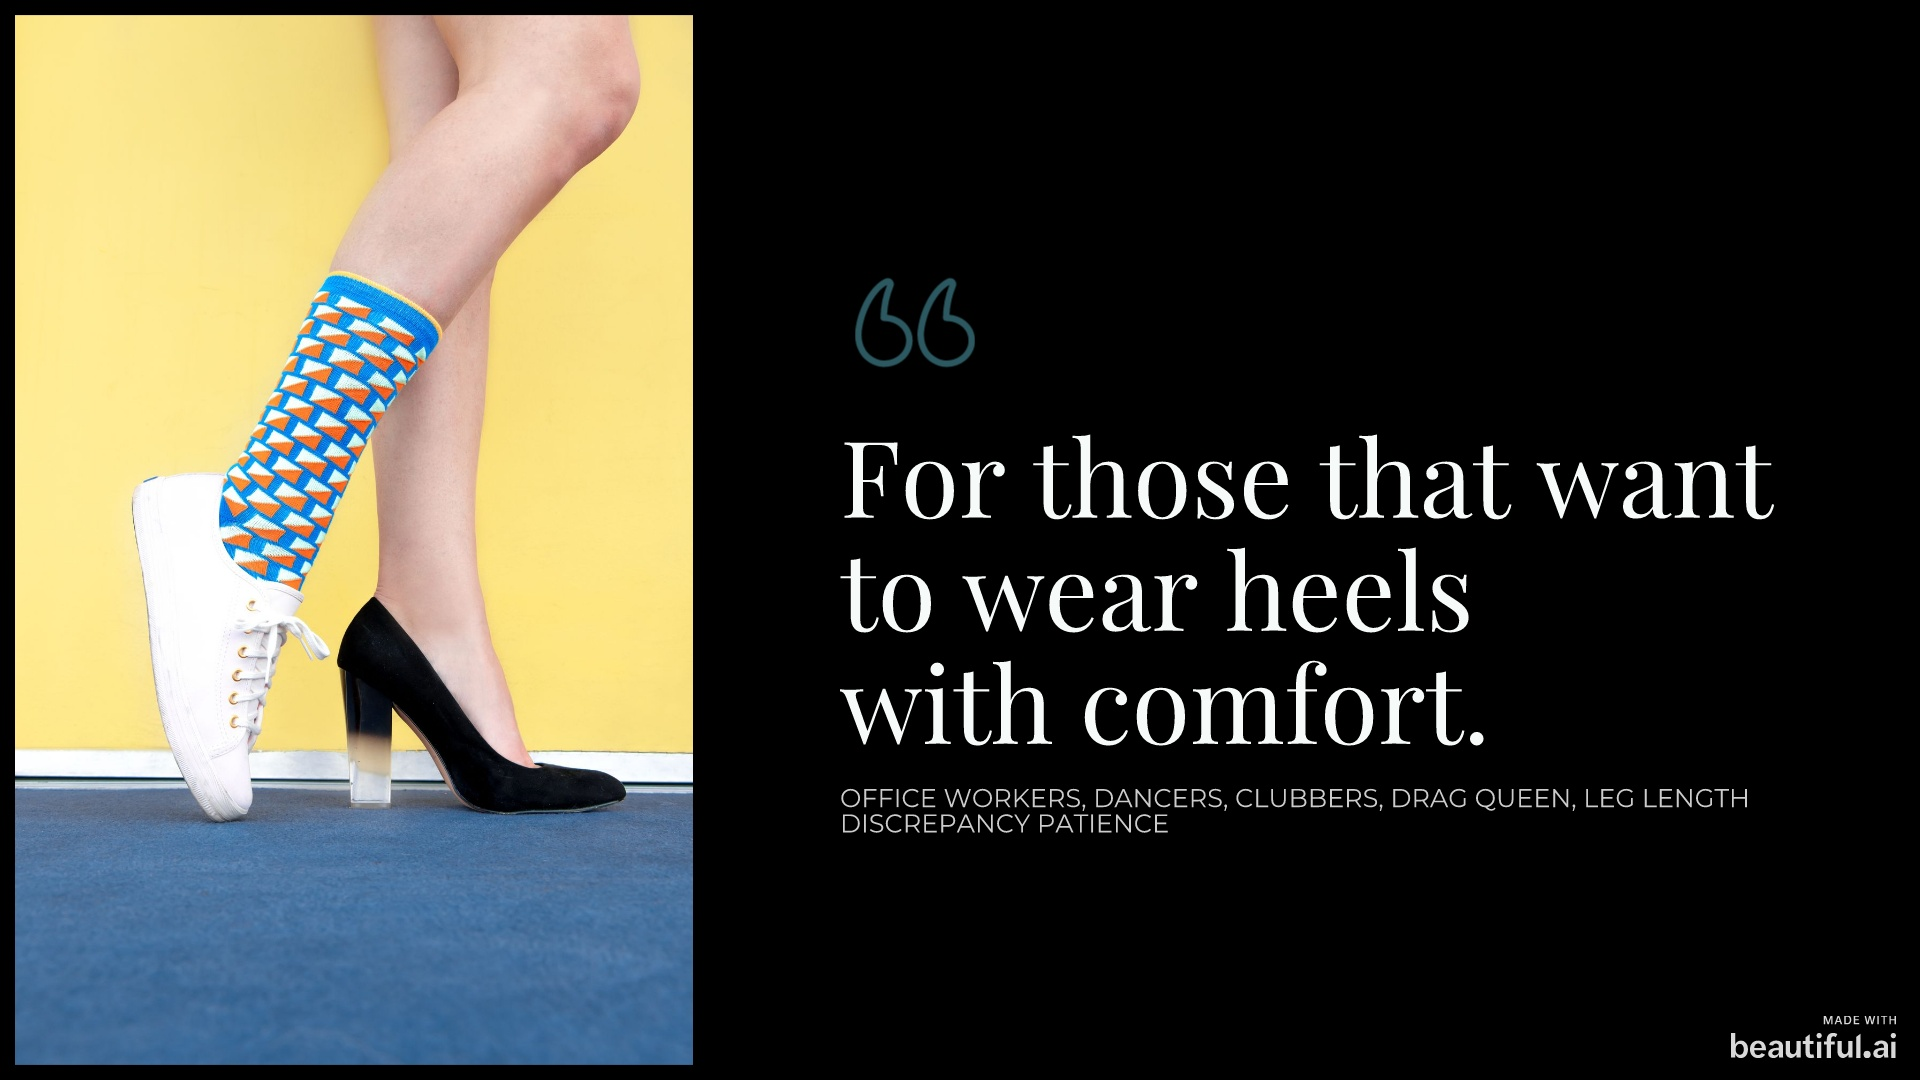 For those that want
to wear heels
with comfort.
OFFICE WORKERS, DANCERS, CLUBBERS, DRAG QUEEN, LEG LENGTH
DISCREPANCY PATIENCE
MADE WITH
beautiful.ai